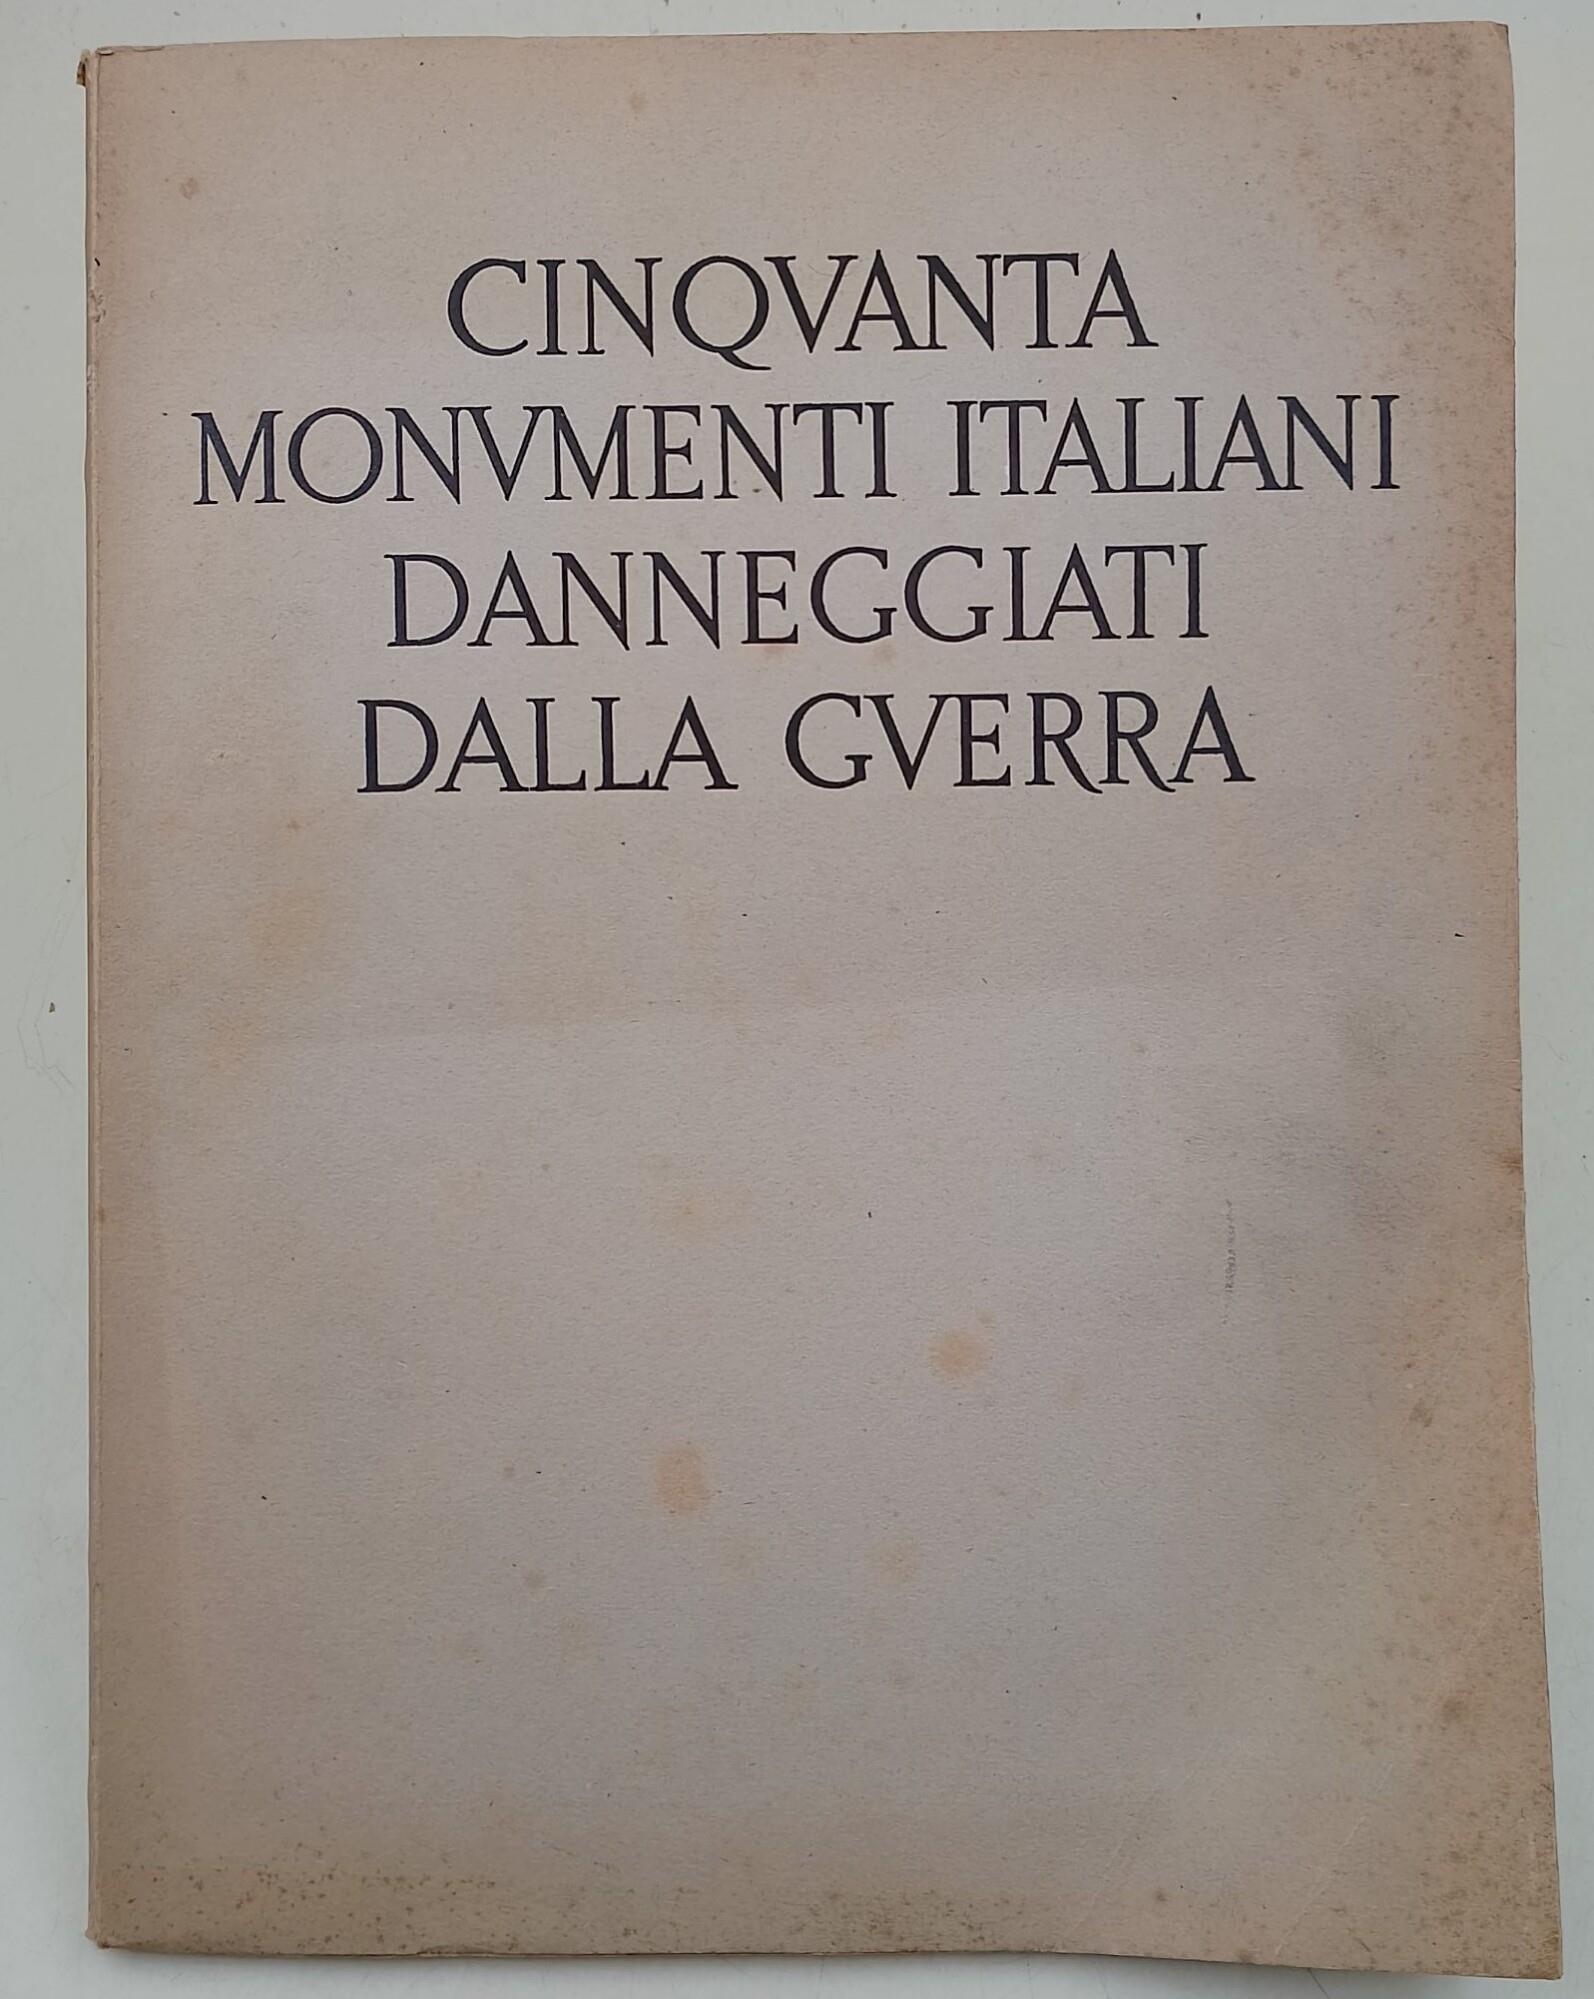 CINQVANTA
MONVMENTI ITALIANI
DANNEGGIATI
DALLA GVERRA